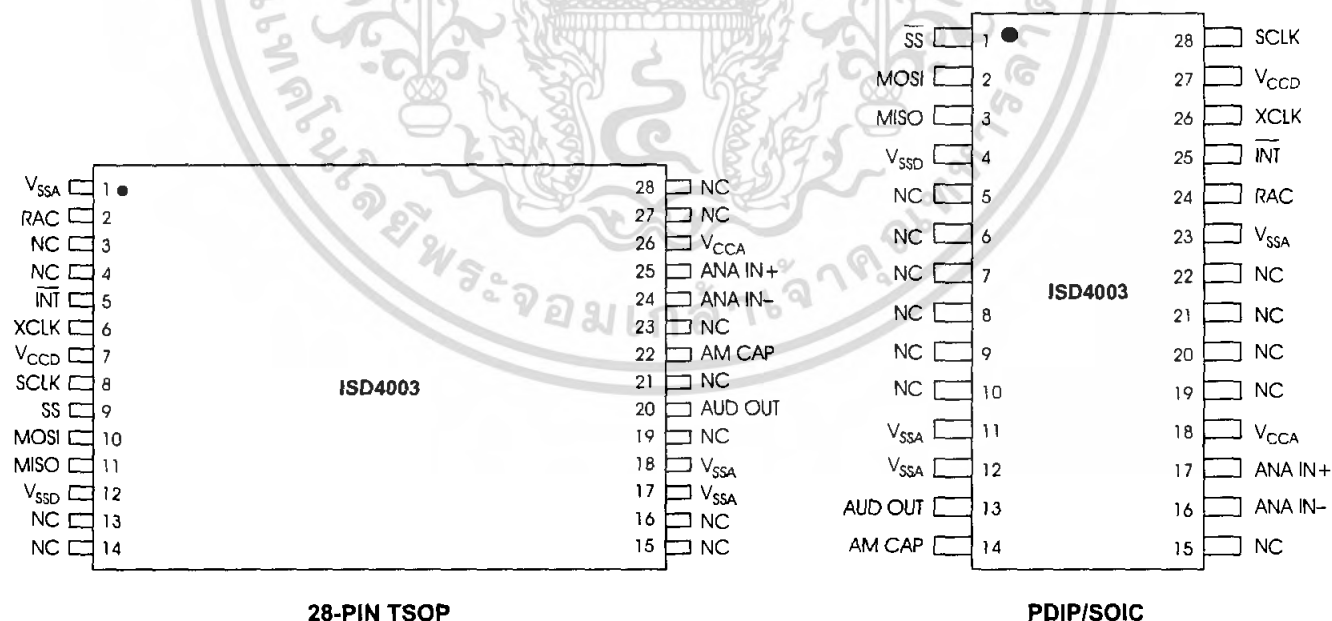 V_SSA 1 28 NC
RAC 2 27 NC
NC 3 26 V_CCA
NC 4 25 ANA IN+
I̅N̅T̅ 5 24 ANA IN–
XCLK 6 23 NC
V_CCD 7 22 AM CAP
SCLK 8 21 NC
SS 9 20 AUD OUT
MOSI 10 19 NC
MISO 11 18 V_SSA
V_SSD 12 17 V_SSA
NC 13 16 NC
NC 14 15 NC
ISD4003
28-PIN TSOP
S̅S̅ 1 28 SCLK
MOSI 2 27 V_CCD
MISO 3 26 XCLK
V_SSD 4 25 I̅N̅T̅
NC 5 24 RAC
NC 6 23 V_SSA
NC 7 22 NC
NC 8 21 NC
NC 9 20 NC
NC 10 19 NC
V_SSA 11 18 V_CCA
V_SSA 12 17 ANA IN+
AUD OUT 13 16 ANA IN–
AM CAP 14 15 NC
ISD4003
PDIP/SOIC